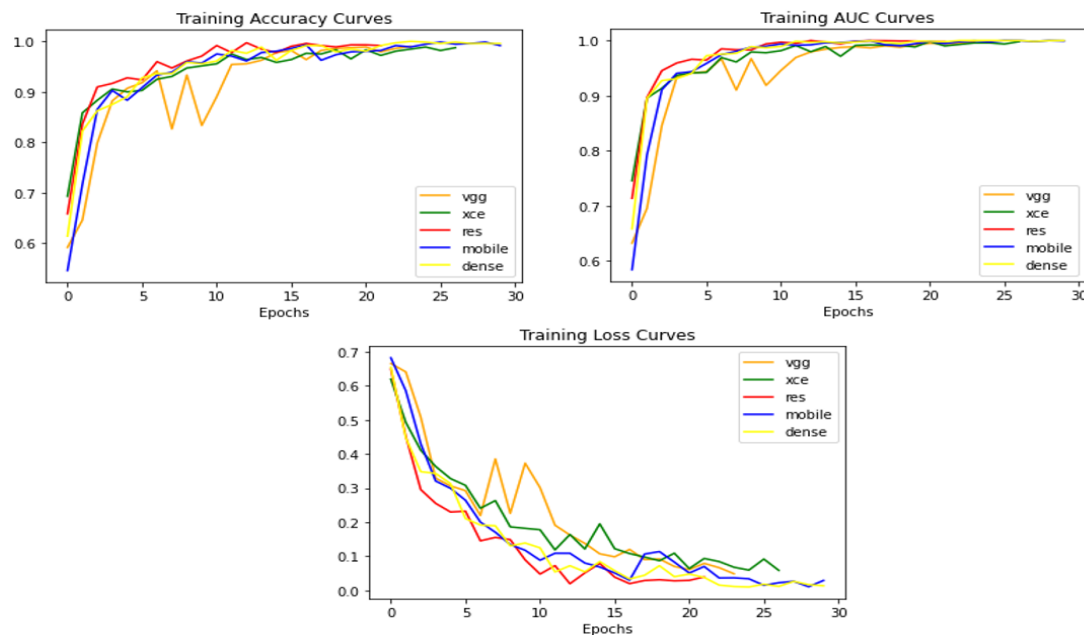 Training Accuracy Curves
1.0
0.9
0.8
0.7
0.6
vgg
xce
res
mobile
dense
0 5 10 15 20 25 30
Epochs
Training AUC Curves
1.0
0.9
0.8
0.7
0.6
vgg
xce
res
mobile
dense
0 5 10 15 20 25 30
Epochs
Training Loss Curves
0.7
0.6
0.5
0.4
0.3
0.2
0.1
0.0
vgg
xce
res
mobile
dense
0 5 10 15 20 25 30
Epochs